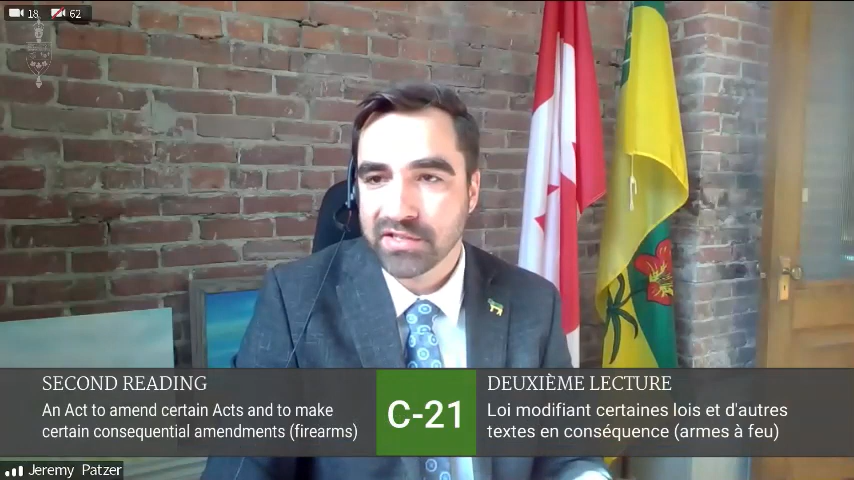 18 62
SECOND READING
An Act to amend certain Acts and to make
certain consequential amendments (firearms)
C-21
DEUXIÈME LECTURE
Loi modifiant certaines lois et d'autres
textes en conséquence (armes à feu)
Jeremy Patzer